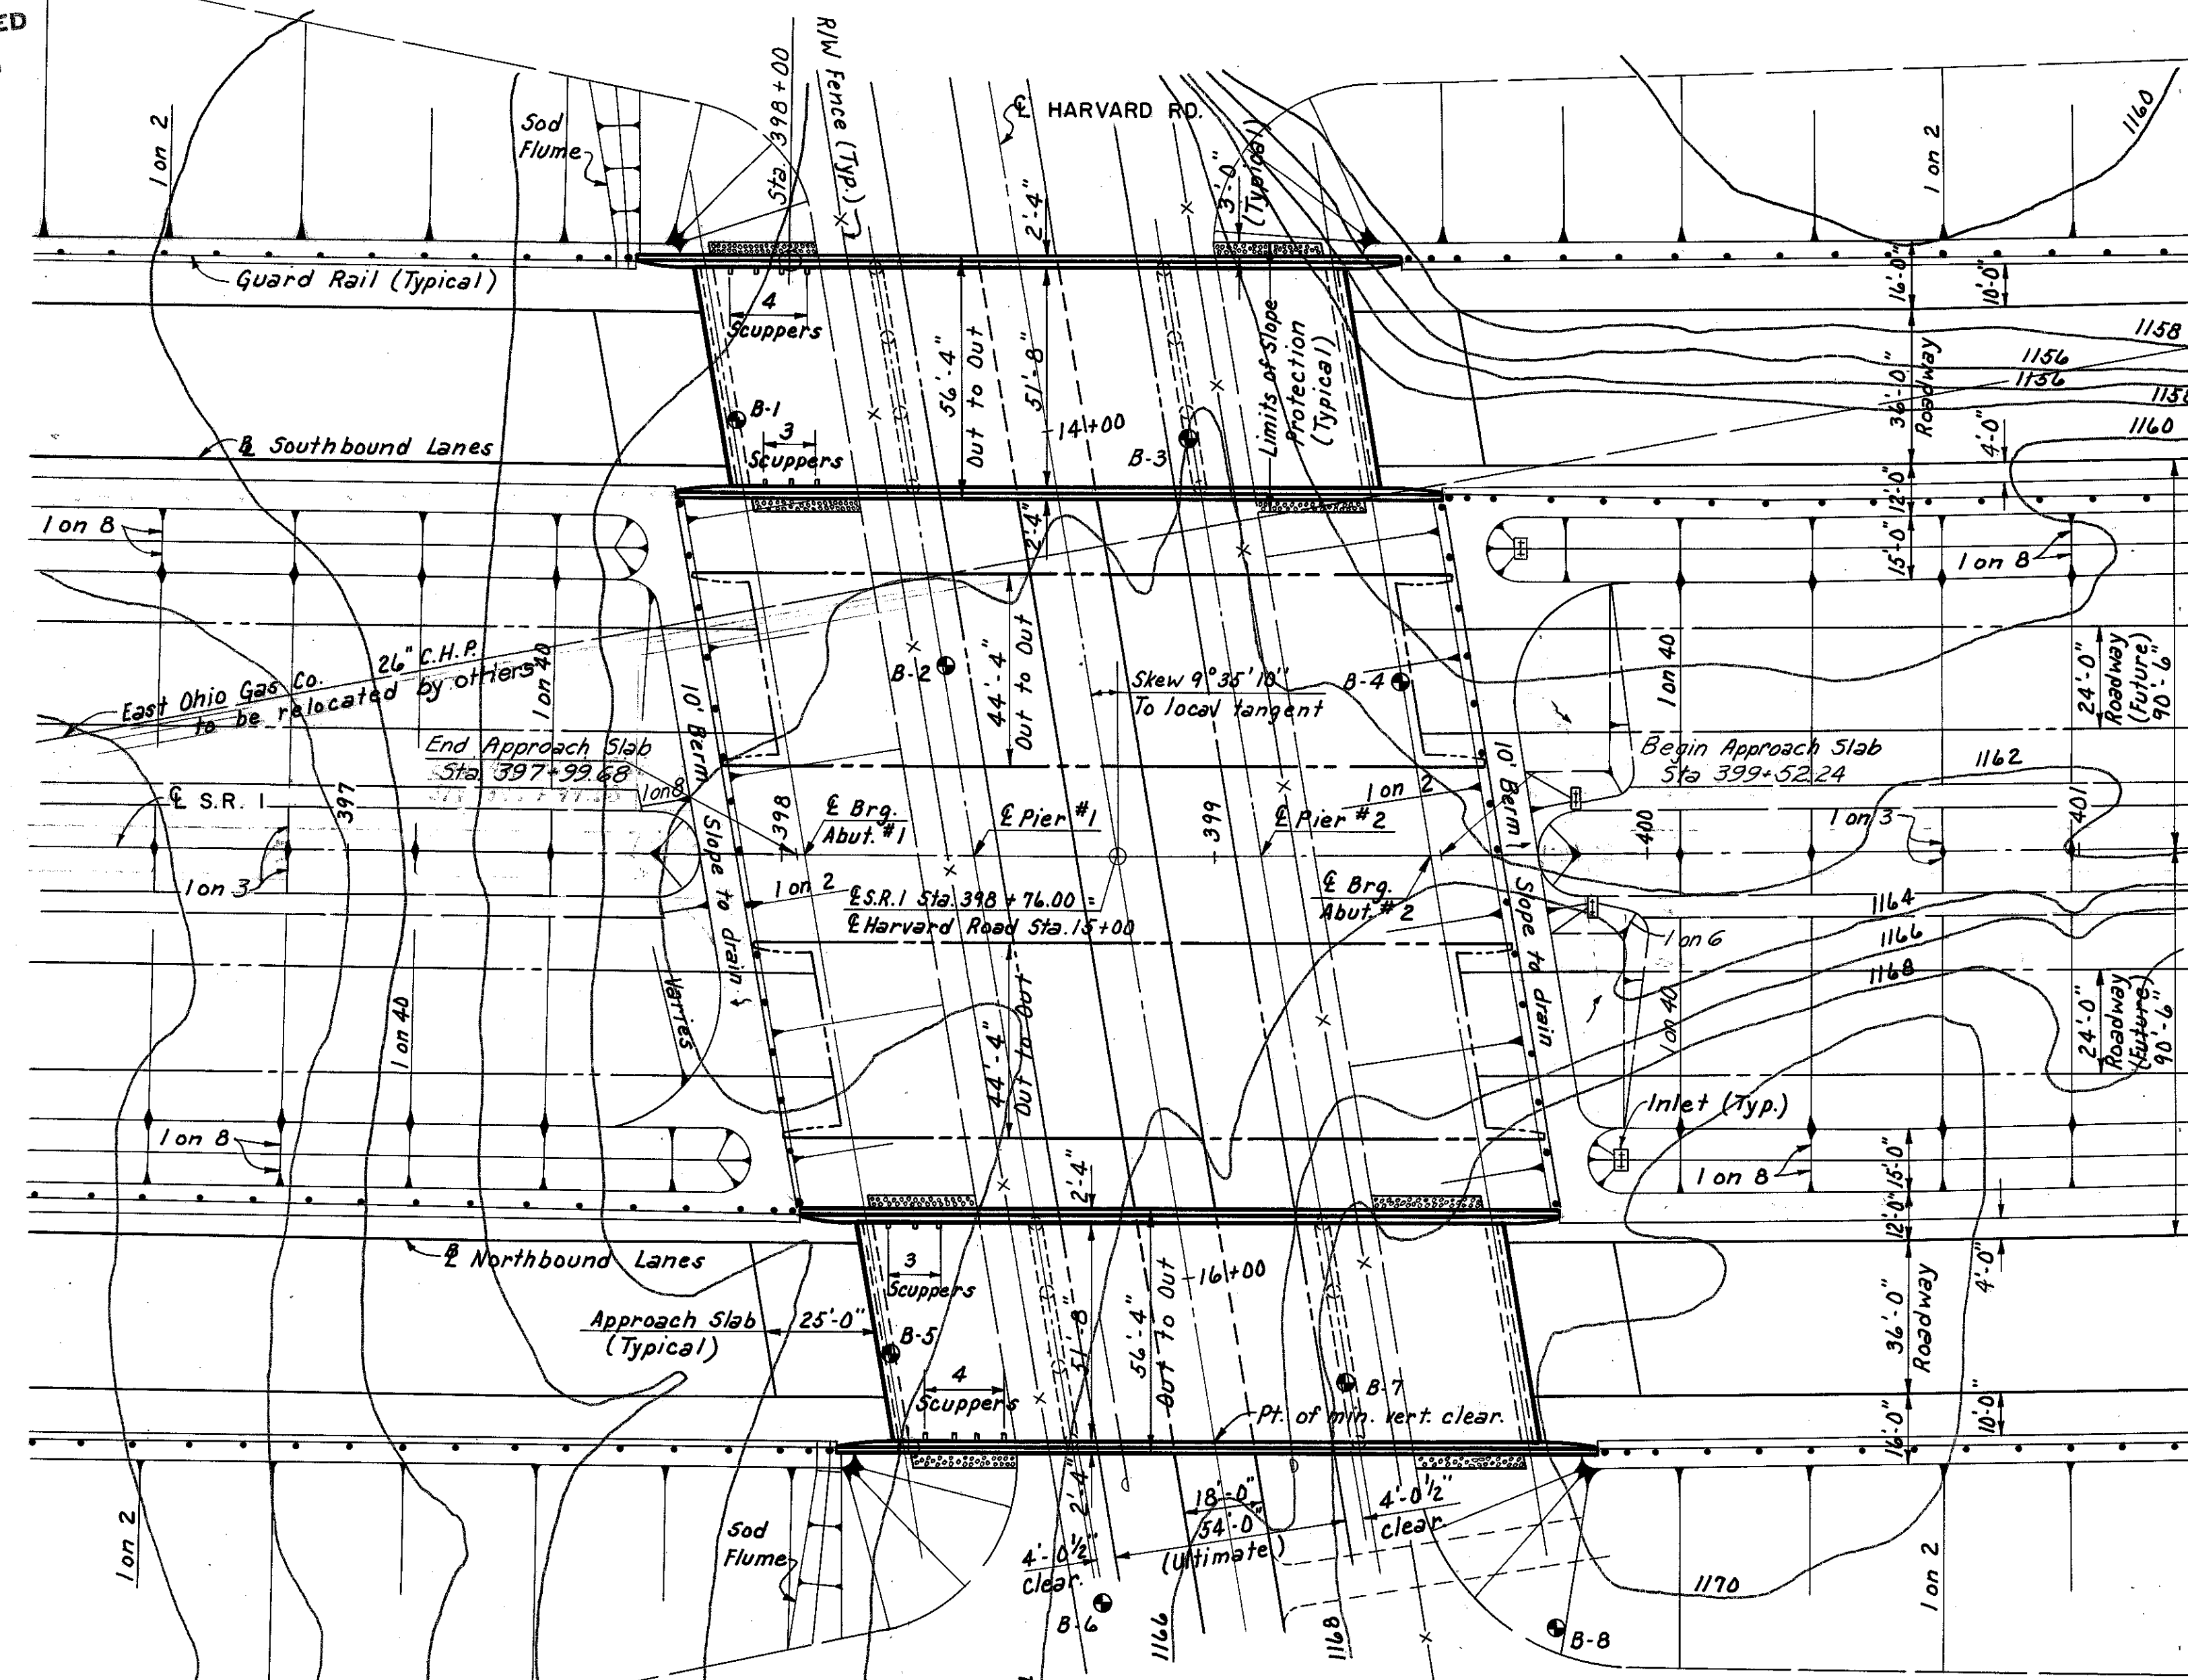 ED
1 on 2
Sod
Flume
Sta. 398+00
R/W Fence (Typ.)
℄ HARVARD RD.
2'-4"
3'-0"
(Typical)
1 on 2
1160
Guard Rail (Typical)
4
Scuppers
56'-4"
Out to Out
51'-8"
Limits of Slope
Protection
(Typical)
16'-0"
10'-0"
1158
1156
1156
1158
36'-0"
Roadway
B-1
3
Scuppers
14+00
B-3
℄ Southbound Lanes
4'-0"
1160
12'-0"
1 on 8
2'-4"
15'-0"
1 on 8
26" C.H.P.
East Ohio Gas Co.
to be relocated by others
1 on 40
10' Berm
Slope to drain
B-2
44'-4"
Out to Out
Skew 9°35'10"
To local tangent
B-4
1 on 40
24'-0"
Roadway
(Future)
90'-6"
End Approach Slab
Sta. 397+99.68
1 on 8
10' Berm
Slope to drain
Begin Approach Slab
Sta 399+52.24
1162
℄ S.R. 1
397
398
℄ Brg.
Abut. #1
℄ Pier #1
399
℄ Pier #2
1 on 2
400
1 on 3
401
1 on 3
1 on 2
℄ S.R. 1 Sta. 398 + 76.00 =
℄ Harvard Road Sta. 15+00
℄ Brg.
Abut. #2
1164
1 on 6
1166
1168
Varries
1 on 40
44'-4"
Out to Out
1 on 40
24'-0"
Roadway
(Future)
90'-6"
Inlet (Typ.)
1 on 8
1 on 8
15'-0"
2'-4"
12'-0"
℄ Northbound Lanes
3
Scuppers
16+00
4'-0"
Approach Slab
(Typical)
25'-0"
B-5
51'-8"
56'-4"
Out to Out
36'-0"
Roadway
4
Scuppers
B-7
Pt. of min. vert. clear.
16'-0"
10'-0"
1 on 2
Sod
Flume
2'-4"
18'-0"
54'-0"
(Ultimate)
4'-0½"
clear.
4'-0½"
clear.
B-6
1166
1168
B-8
1170
1 on 2